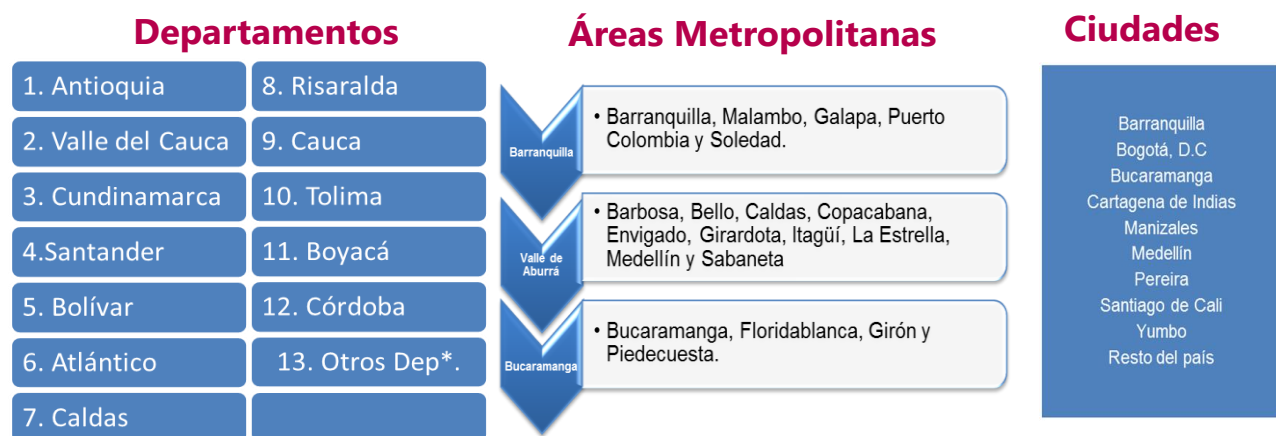 Departamentos
1. Antioquia
2. Valle del Cauca
3. Cundinamarca
4.Santander
5. Bolívar
6. Atlántico
7. Caldas
8. Risaralda
9. Cauca
10. Tolima
11. Boyacá
12. Córdoba
13. Otros Dep*.
Áreas Metropolitanas
Barranquilla
• Barranquilla, Malambo, Galapa, Puerto
Colombia y Soledad.
Valle de
Aburrá
• Barbosa, Bello, Caldas, Copacabana,
Envigado, Girardota, Itagüí, La Estrella,
Medellín y Sabaneta
Bucaramanga
• Bucaramanga, Floridablanca, Girón y
Piedecuesta.
Ciudades
Barranquilla
Bogotá, D.C
Bucaramanga
Cartagena de Indias
Manizales
Medellín
Pereira
Santiago de Cali
Yumbo
Resto del país